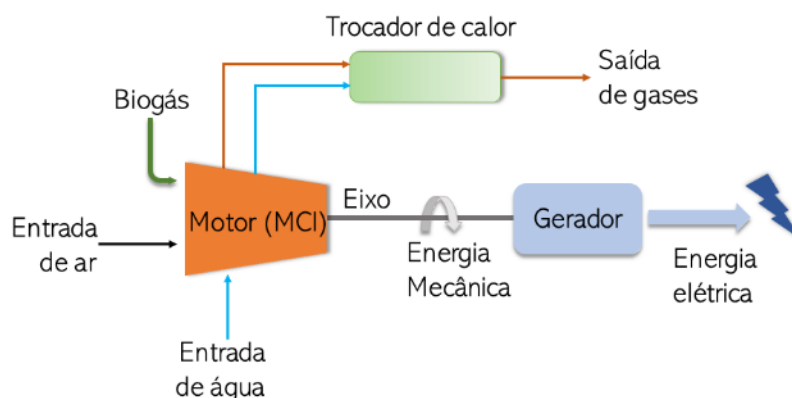 Trocador de calor
Saída
de gases
Biogás
Motor (MCI)
Eixo
Gerador
Entrada
de ar
Energia
Mecânica
Energia
elétrica
Entrada
de água